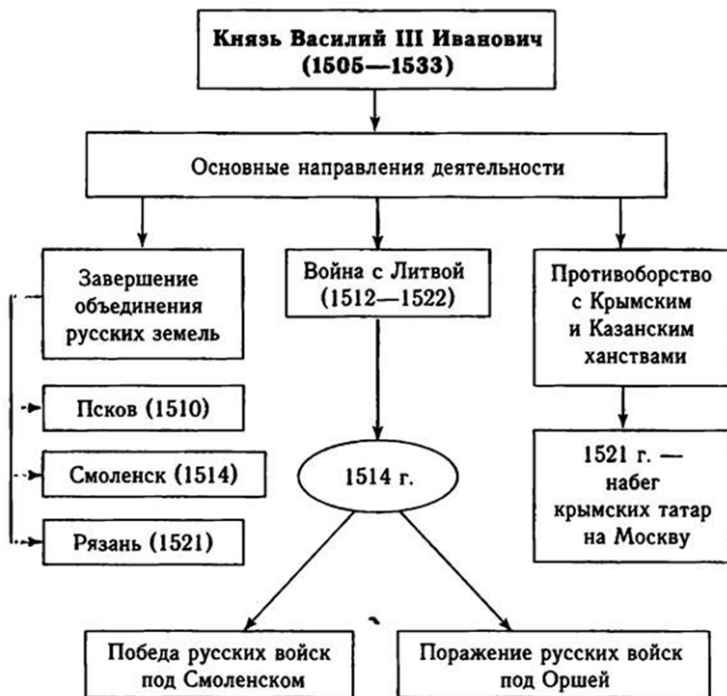 Князь Василий III Иванович
(1505—1533)
Основные направления деятельности
Завершение
объединения
русских земель
Война с Литвой
(1512—1522)
Противоборство
с Крымским
и Казанским
ханствами
Псков (1510)
Смоленск (1514)
Рязань (1521)
1514 г.
1521 г. —
набег
крымских татар
на Москву
Победа русских войск
под Смоленском
Поражение русских войск
под Оршей